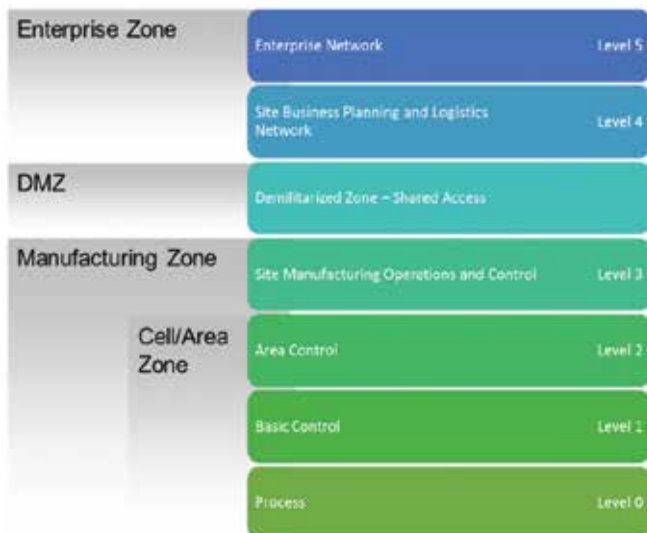 Enterprise Zone
Enterprise Network Level 5
Site Business Planning and Logistics
Network Level 4
DMZ
Demilitarized Zone – Shared Access
Manufacturing Zone
Site Manufacturing Operations and Control Level 3
Cell/Area
Zone
Area Control Level 2
Basic Control Level 1
Process Level 0